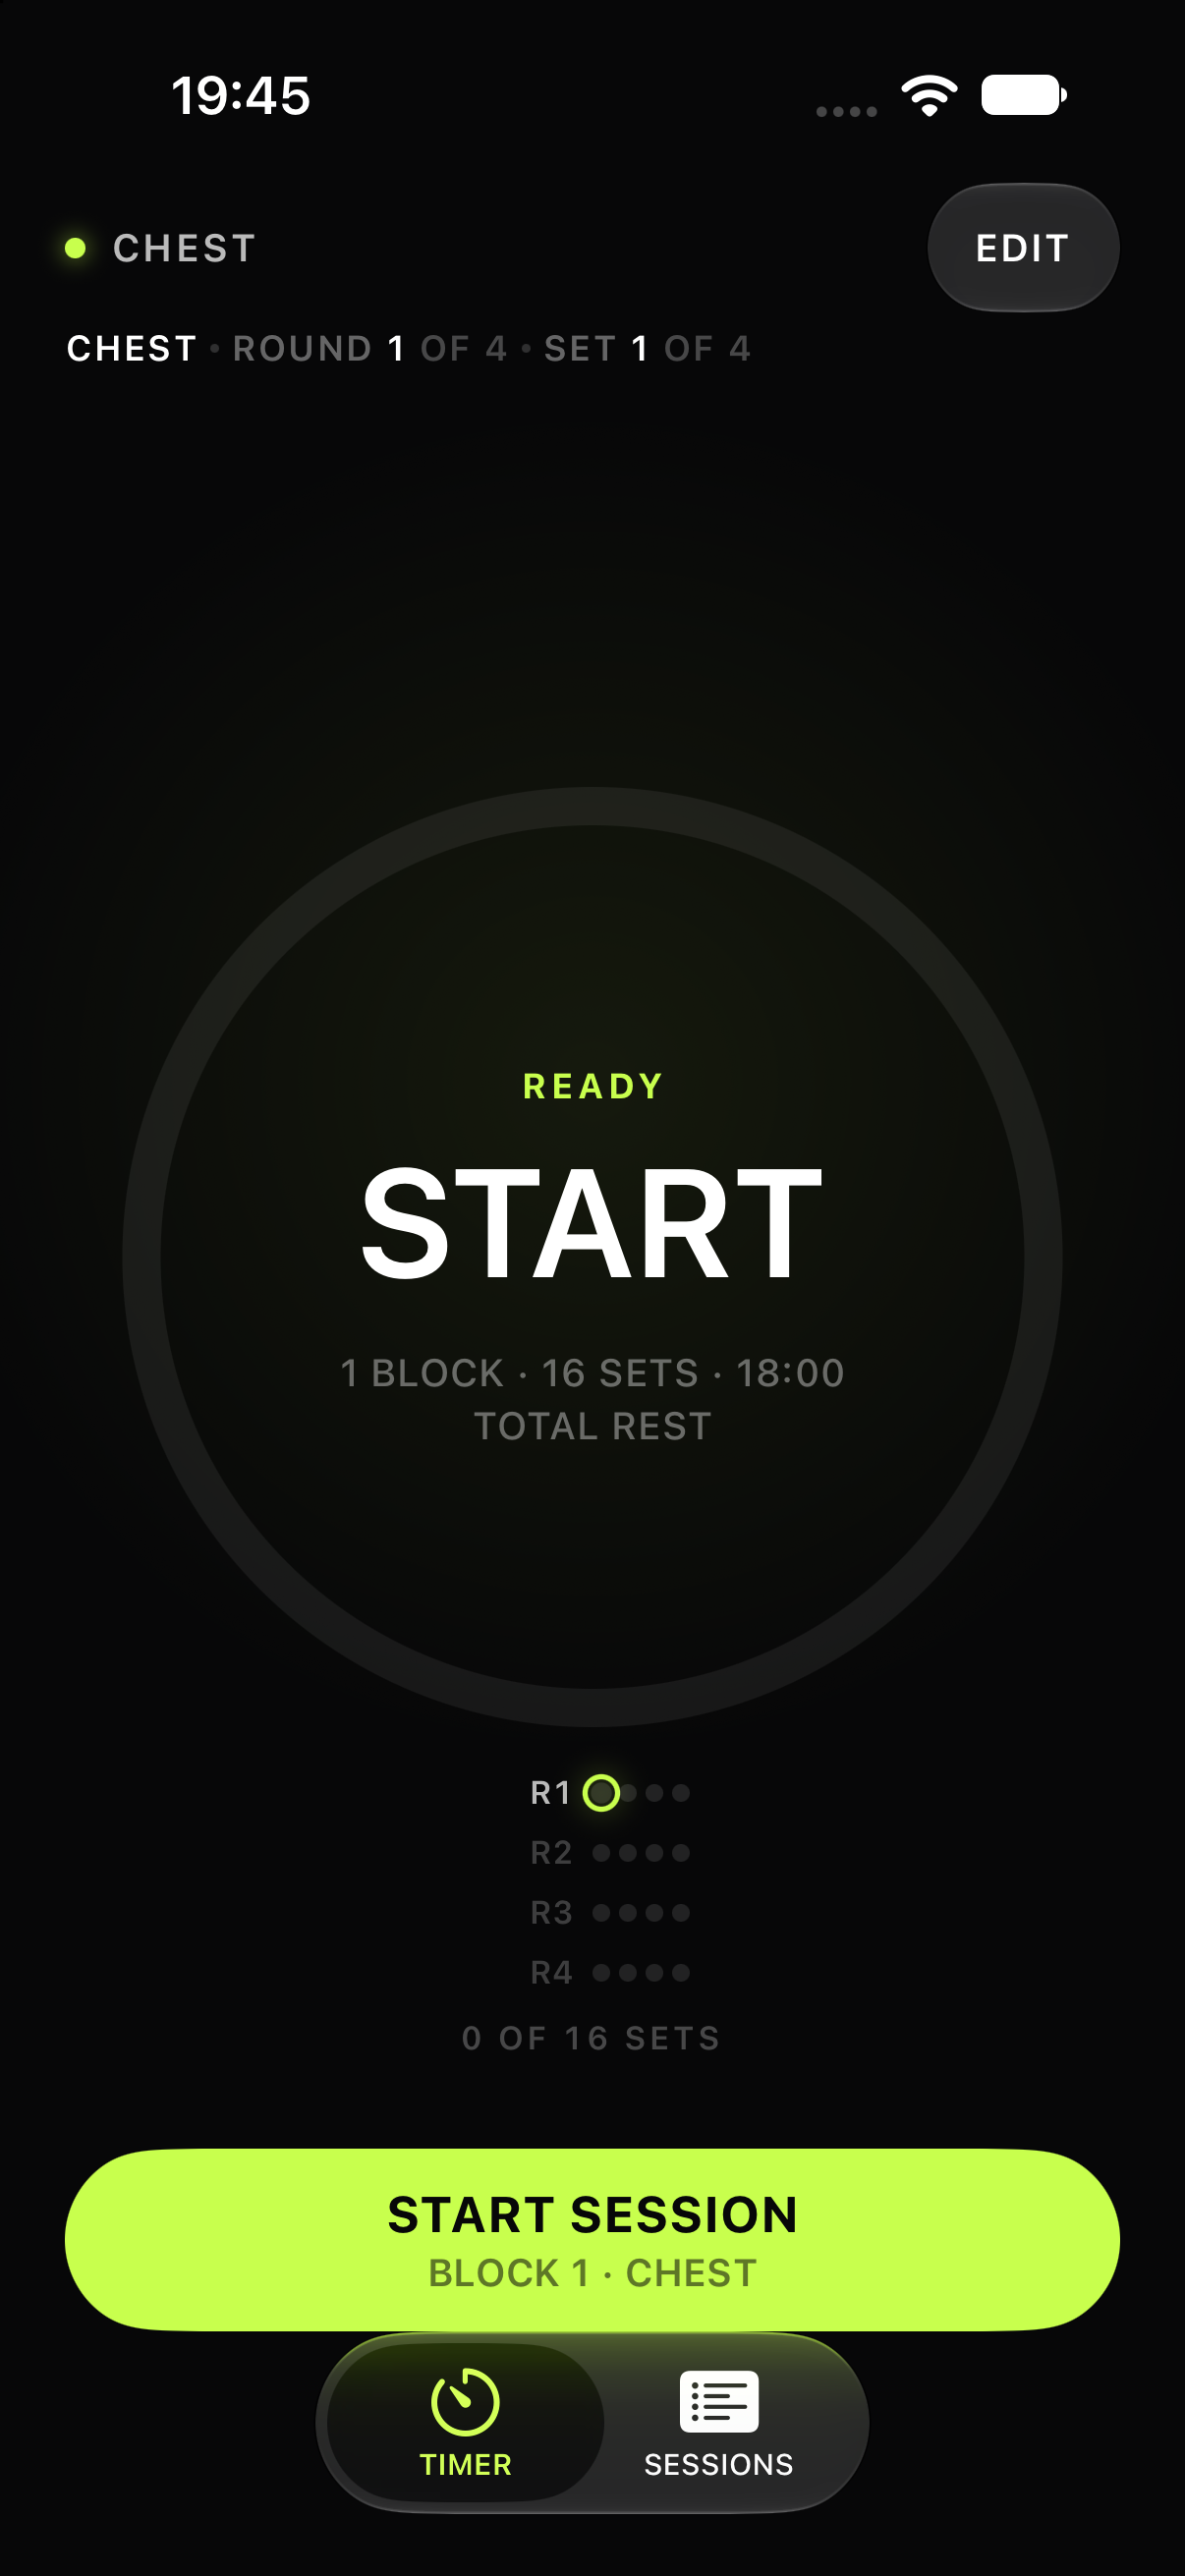 19:45
CHEST
EDIT
CHEST · ROUND 1 OF 4 · SET 1 OF 4
READY
START
1 BLOCK · 16 SETS · 18:00
TOTAL REST
R1
R2
R3
R4
0 OF 16 SETS
START SESSION
BLOCK 1 · CHEST
TIMER
SESSIONS